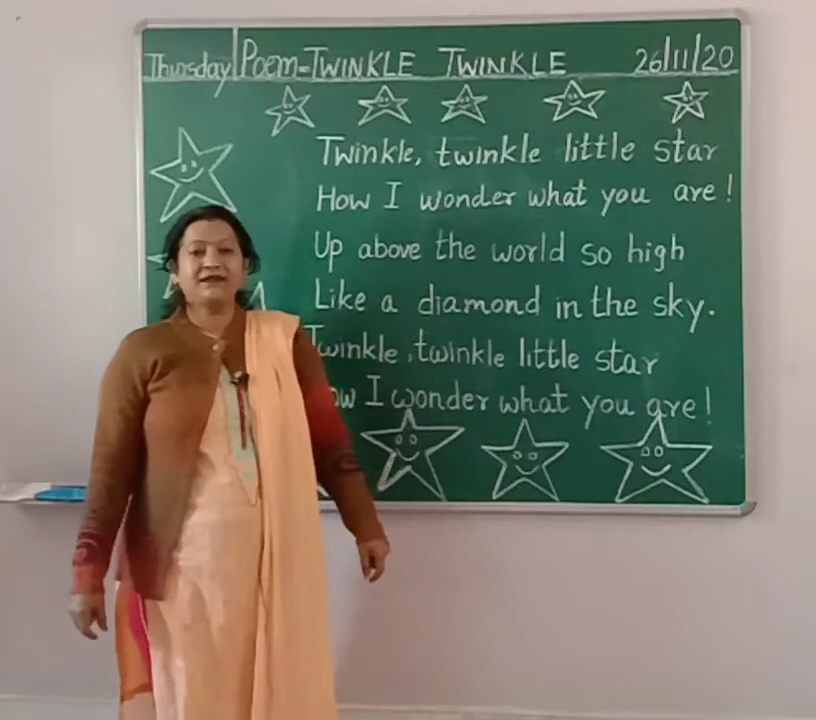 Thursday Poem-TWINKLE TWINKLE 26/11/20
Twinkle, twinkle little star
How I wonder what you are!
Up above the world so high
Like a diamond in the sky.
Twinkle, twinkle little star
How I wonder what you are!